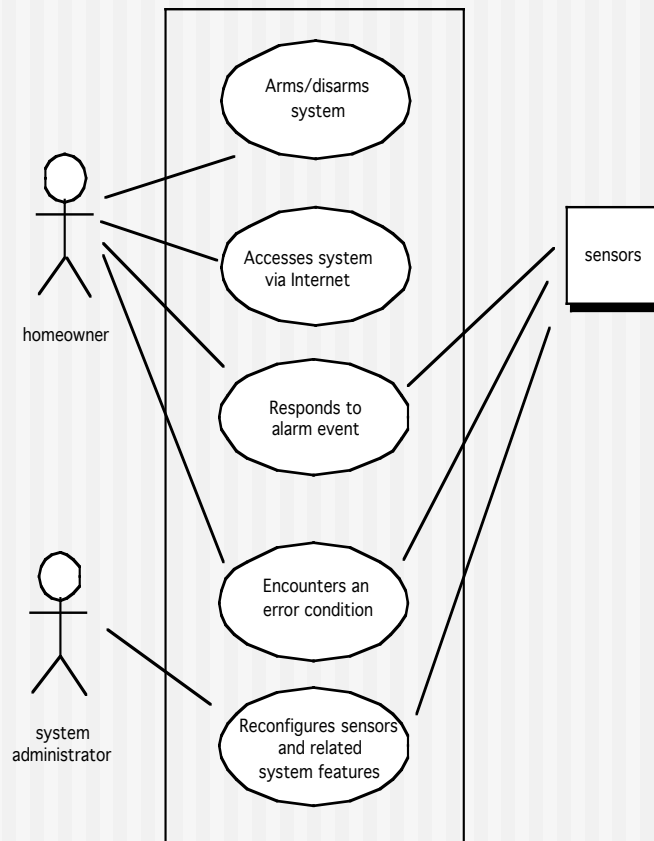 Arms/disarms
system
Accesses system
via Internet
sensors
homeowner
Responds to
alarm event
Encounters an
error condition
system
administrator
Reconfigures sensors
and related
system features